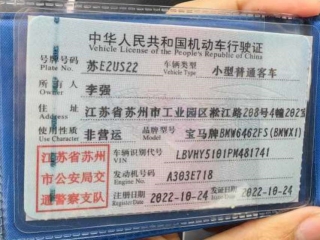 中华人民共和国机动车行驶证
Vehicle License of the People's Republic of China
号牌号码 苏E2US22 车辆类型 小型普通客车
Plate No. Vehicle Type
所有人 李强
Owner
住址 江苏省苏州市工业园区淞江路208号4幢202室
Address
使用性质 非营运 品牌型号 宝马牌BMW6462FS(BMWX1)
Use Character Model
江苏省苏州
市公安局交
通警察支队
车辆识别代号 LBVHY5101PM481741
VIN
发动机号码 A303E718
Engine No.
注册日期 2022-10-24 发证日期 2022-10-24
Register Date Issue Date